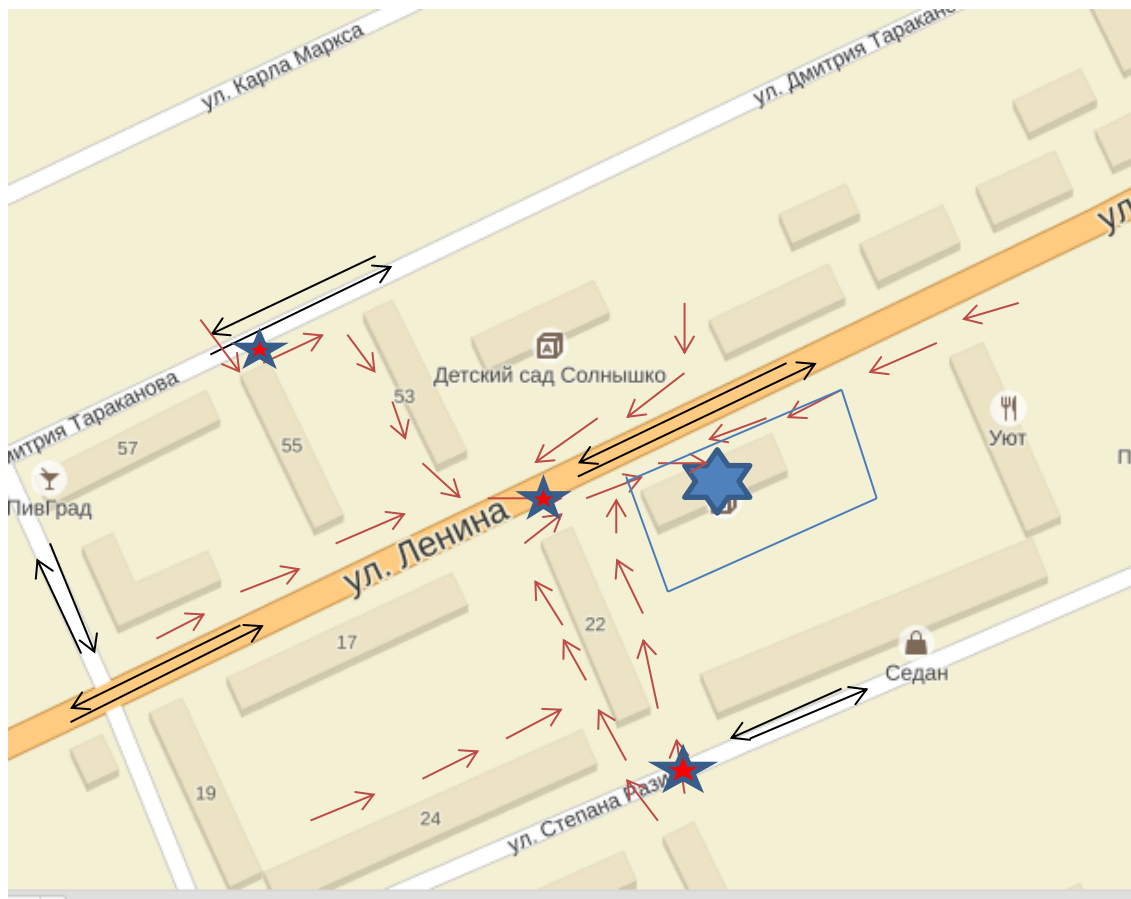 ул. Карла Маркса
ул. Дмитрия Таракано
ул
Детский сад Солнышко
53
митрия Тараканова
57
55
Уют
П
ПивГрад
ул. Ленина
22
17
Седан
19
24
ул. Степана Рази